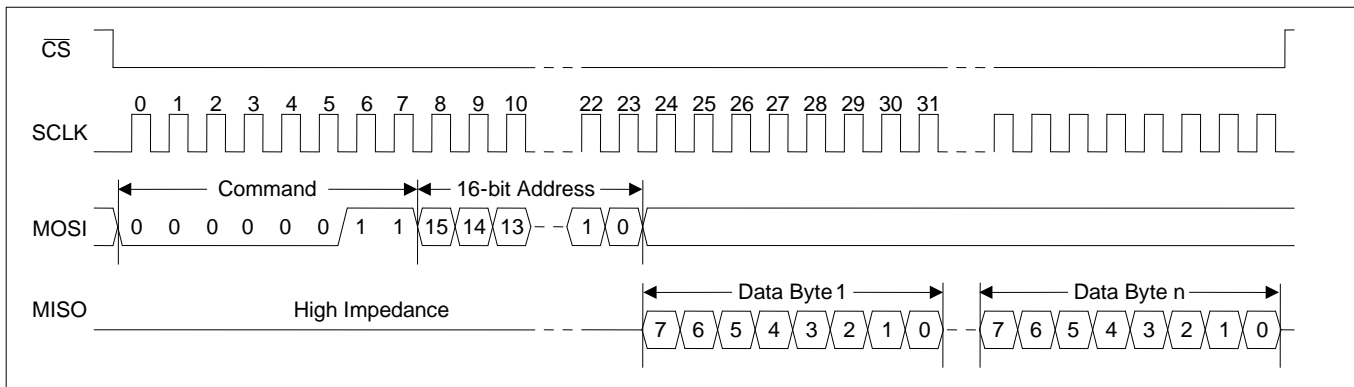 CS
0 1 2 3 4 5 6 7 8 9 10 22 23 24 25 26 27 28 29 30 31
SCLK
Command 16-bit Address
MOSI 0 0 0 0 0 0 1 1 15 14 13 1 0
Data Byte 1 Data Byte n
MISO High Impedance
7 6 5 4 3 2 1 0 7 6 5 4 3 2 1 0